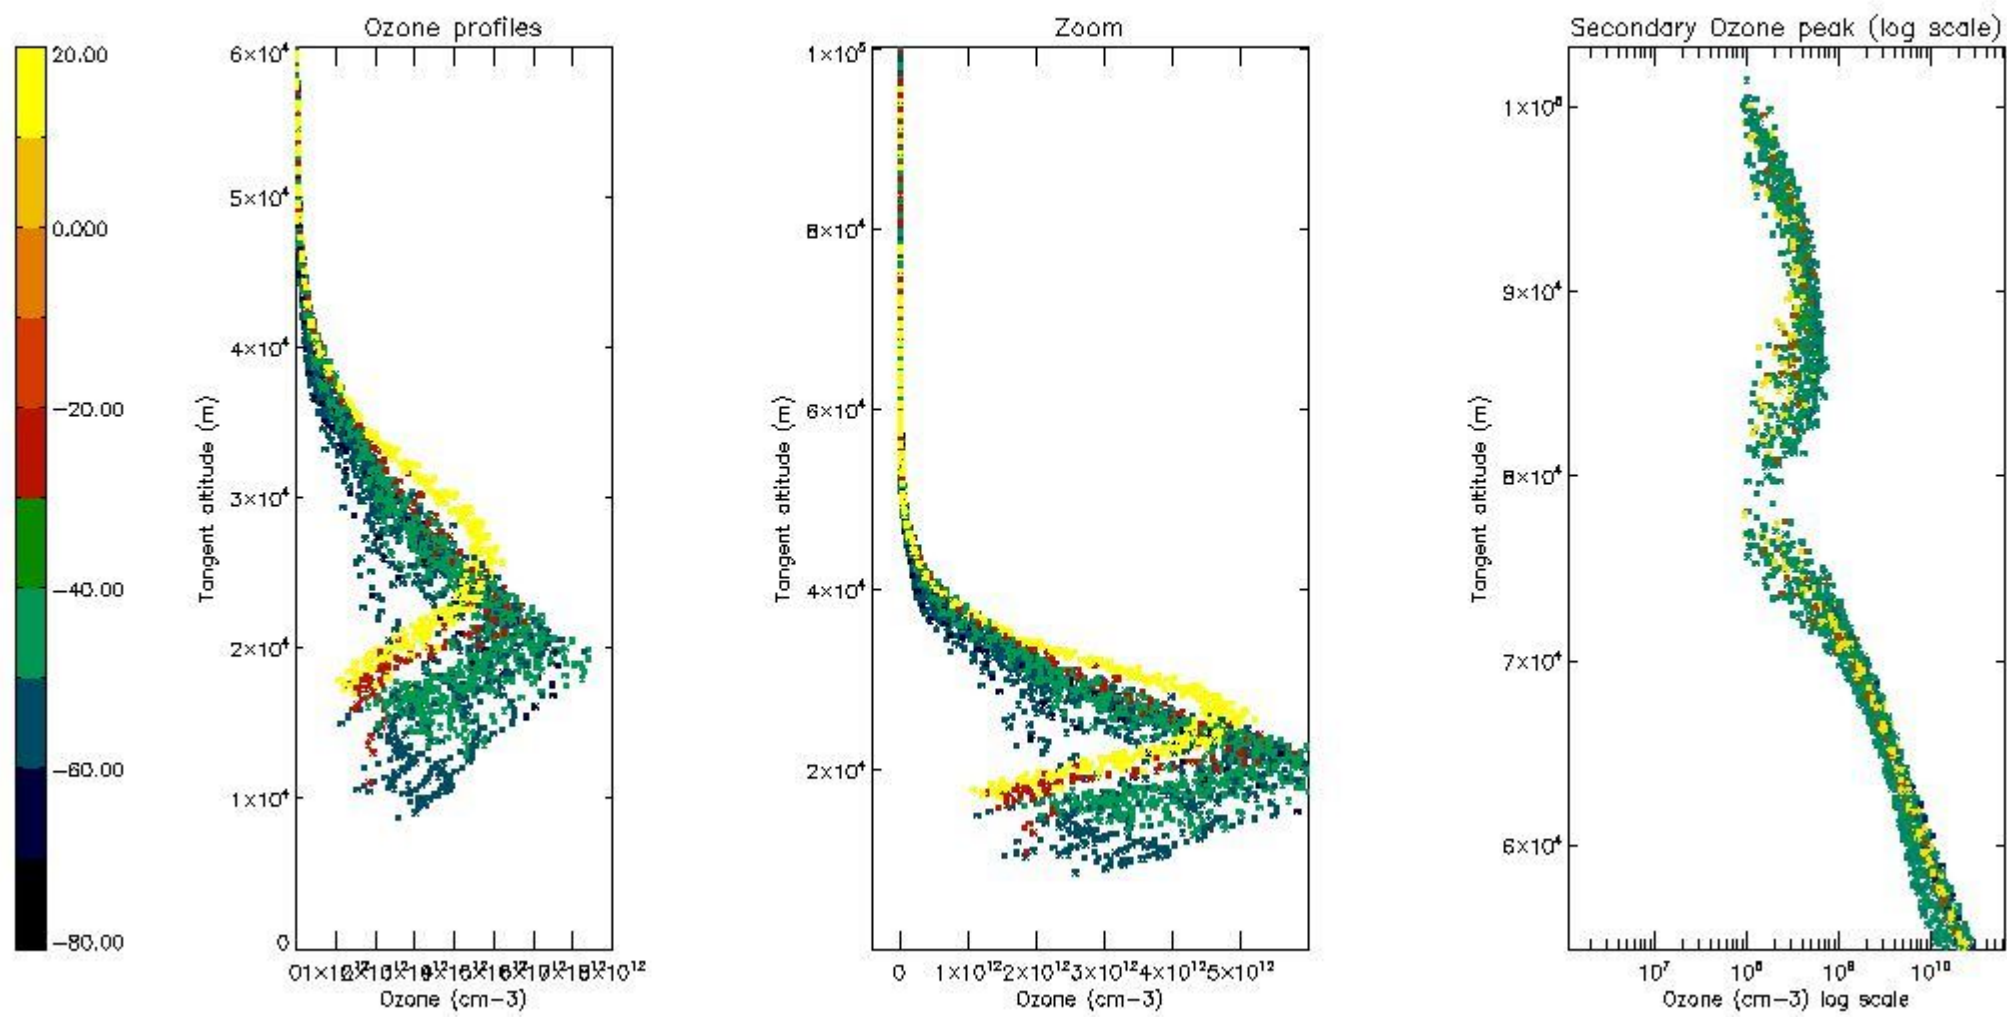 Ozone profiles
Zoom
Secondary Ozone peak (log scale)
20.00
0.000
−20.00
−40.00
−60.00
−80.00
6×10⁴
5×10⁴
4×10⁴
3×10⁴
2×10⁴
1×10⁴
0
Tangent altitude (m)
Ozone (cm−3)
1×10⁵
8×10⁴
6×10⁴
4×10⁴
2×10⁴
Tangent altitude (m)
0 1×10¹² 2×10¹² 3×10¹² 4×10¹² 5×10¹²
Ozone (cm−3)
9×10⁴
8×10⁴
7×10⁴
6×10⁴
Tangent altitude (m)
10⁷ 10⁸ 10⁹ 10¹⁰
Ozone (cm−3) log scale